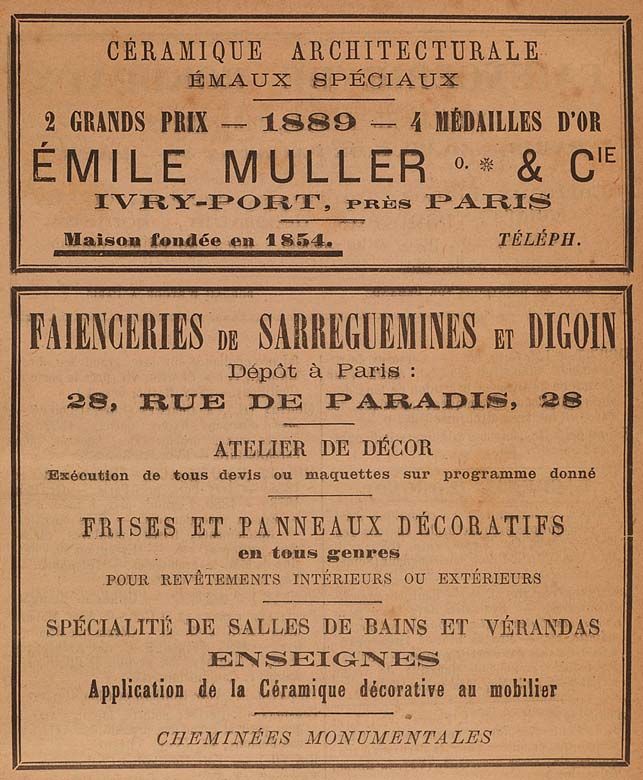 CÉRAMIQUE ARCHITECTURALE
ÉMAUX SPÉCIAUX
2 GRANDS PRIX — 1889 — 4 MÉDAILLES D'OR
ÉMILE MULLER O. ❋ & CIE
IVRY-PORT, PRÈS PARIS
Maison fondée en 1854. TÉLÉPH.
FAIENCERIES DE SARREGUEMINES ET DIGOIN
Dépôt à Paris :
28, RUE DE PARADIS, 28
ATELIER DE DÉCOR
Exécution de tous devis ou maquettes sur programme donné
FRISES ET PANNEAUX DÉCORATIFS
en tous genres
POUR REVÊTEMENTS INTÉRIEURS OU EXTÉRIEURS
SPÉCIALITÉ DE SALLES DE BAINS ET VÉRANDAS
ENSEIGNES
Application de la Céramique décorative au mobilier
CHEMINÉES MONUMENTALES